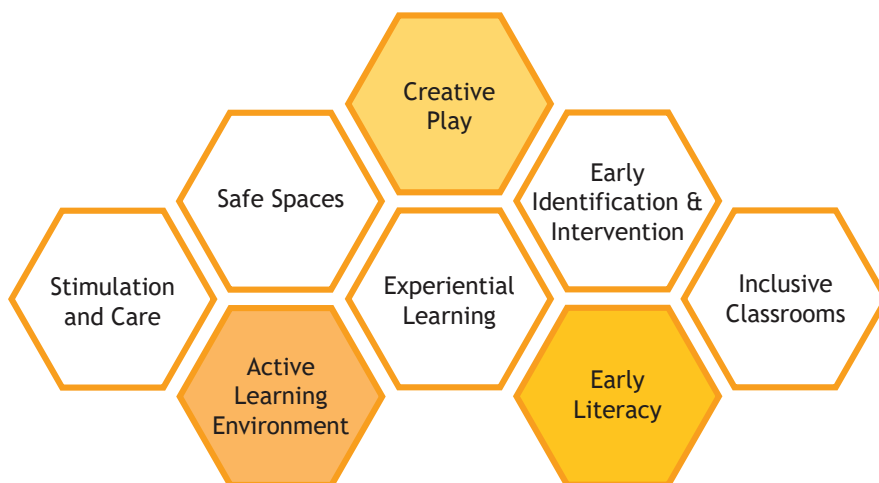 Creative
Play
Safe Spaces
Early
Identification &
Intervention
Stimulation
and Care
Experiential
Learning
Inclusive
Classrooms
Active
Learning
Environment
Early
Literacy